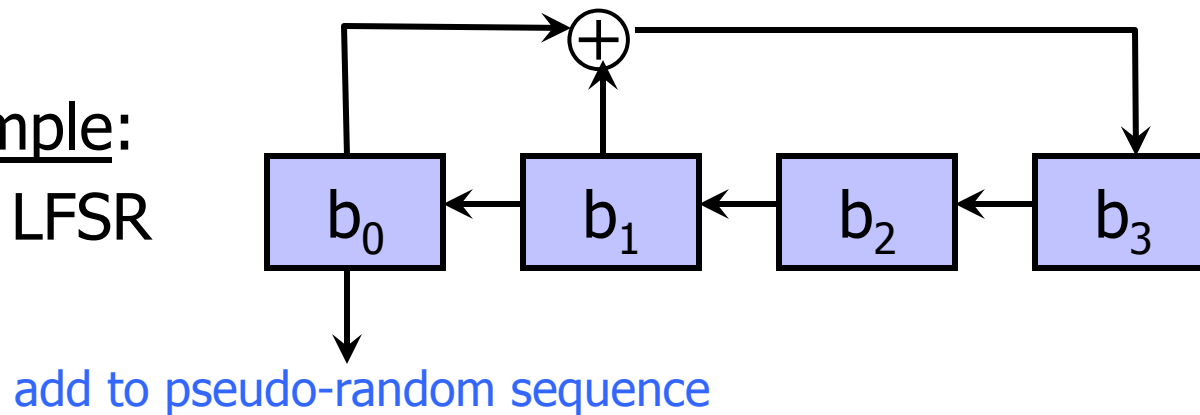 mple:
LFSR
b₀ b₁ b₂ b₃
add to pseudo-random sequence